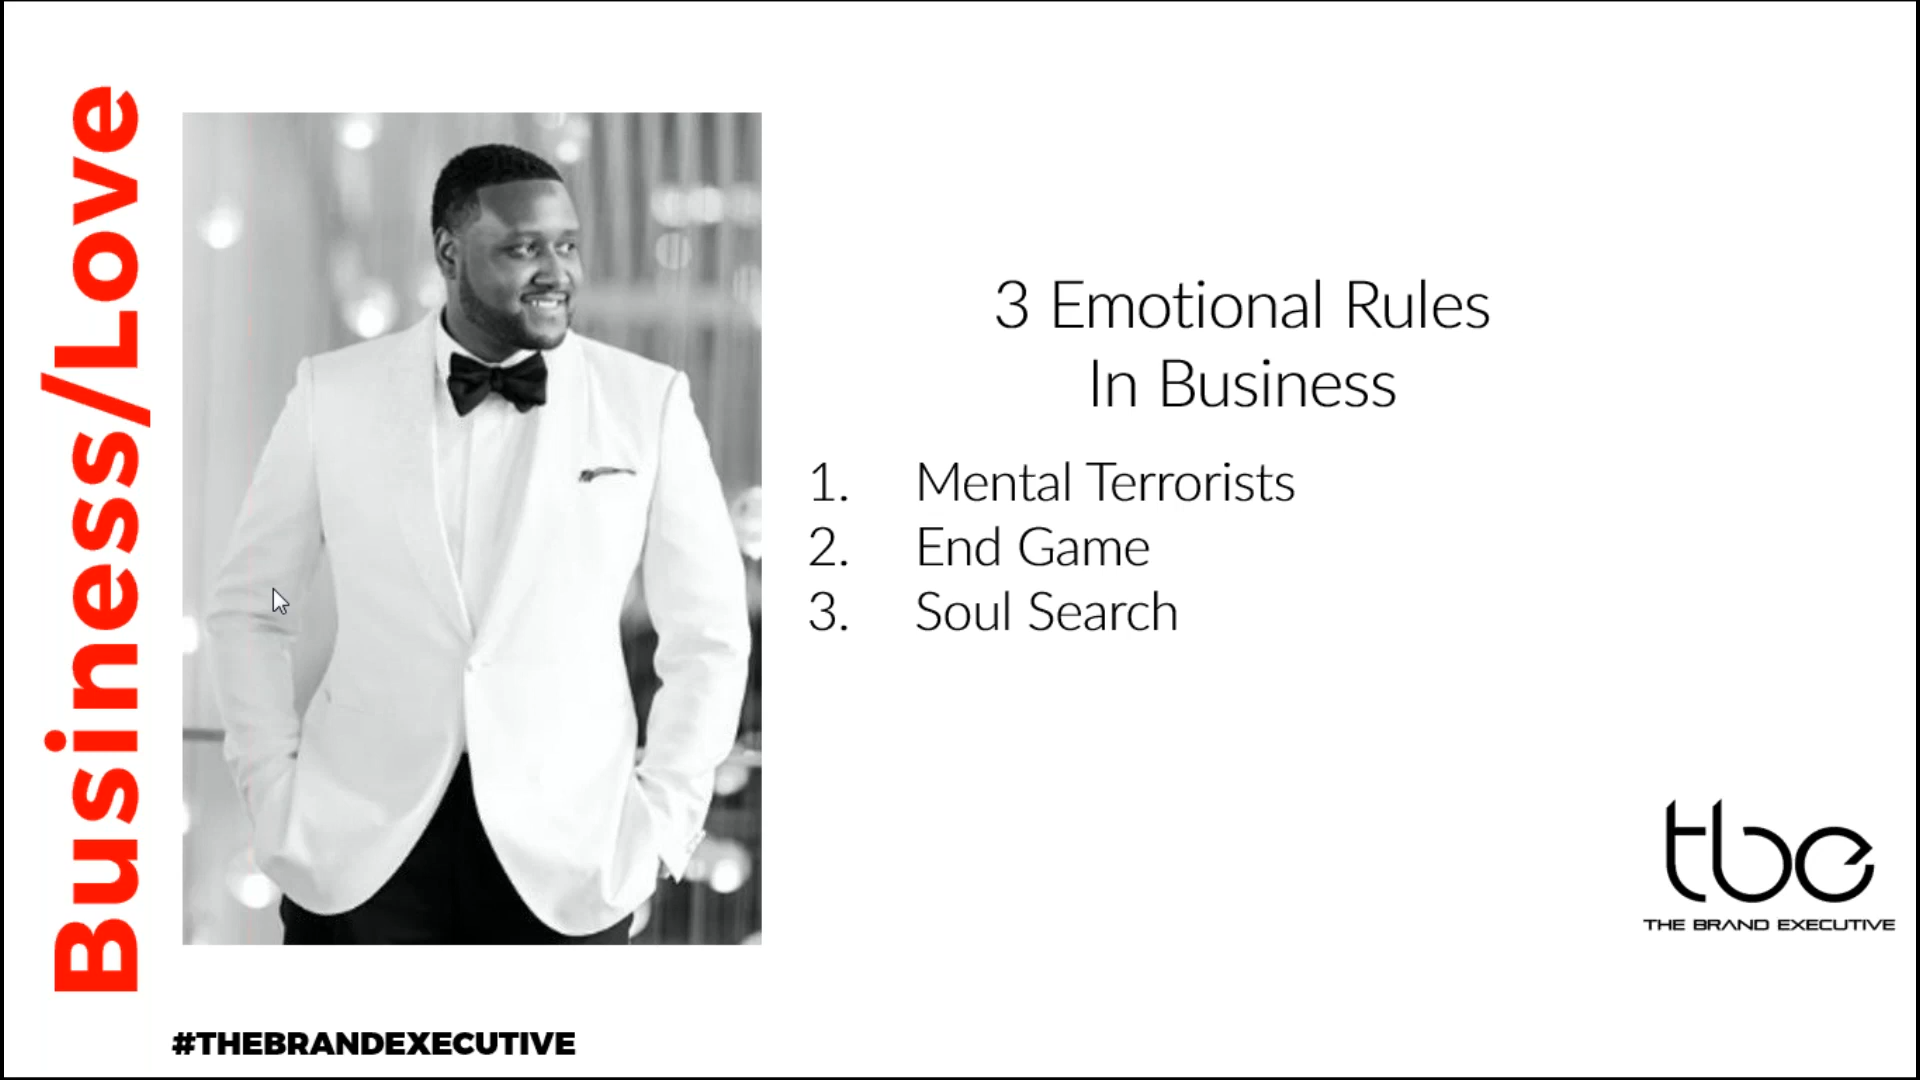 Business/Love
3 Emotional Rules
In Business
1. Mental Terrorists
2. End Game
3. Soul Search
tbe
THE BRAND EXECUTIVE
#THEBRANDEXECUTIVE